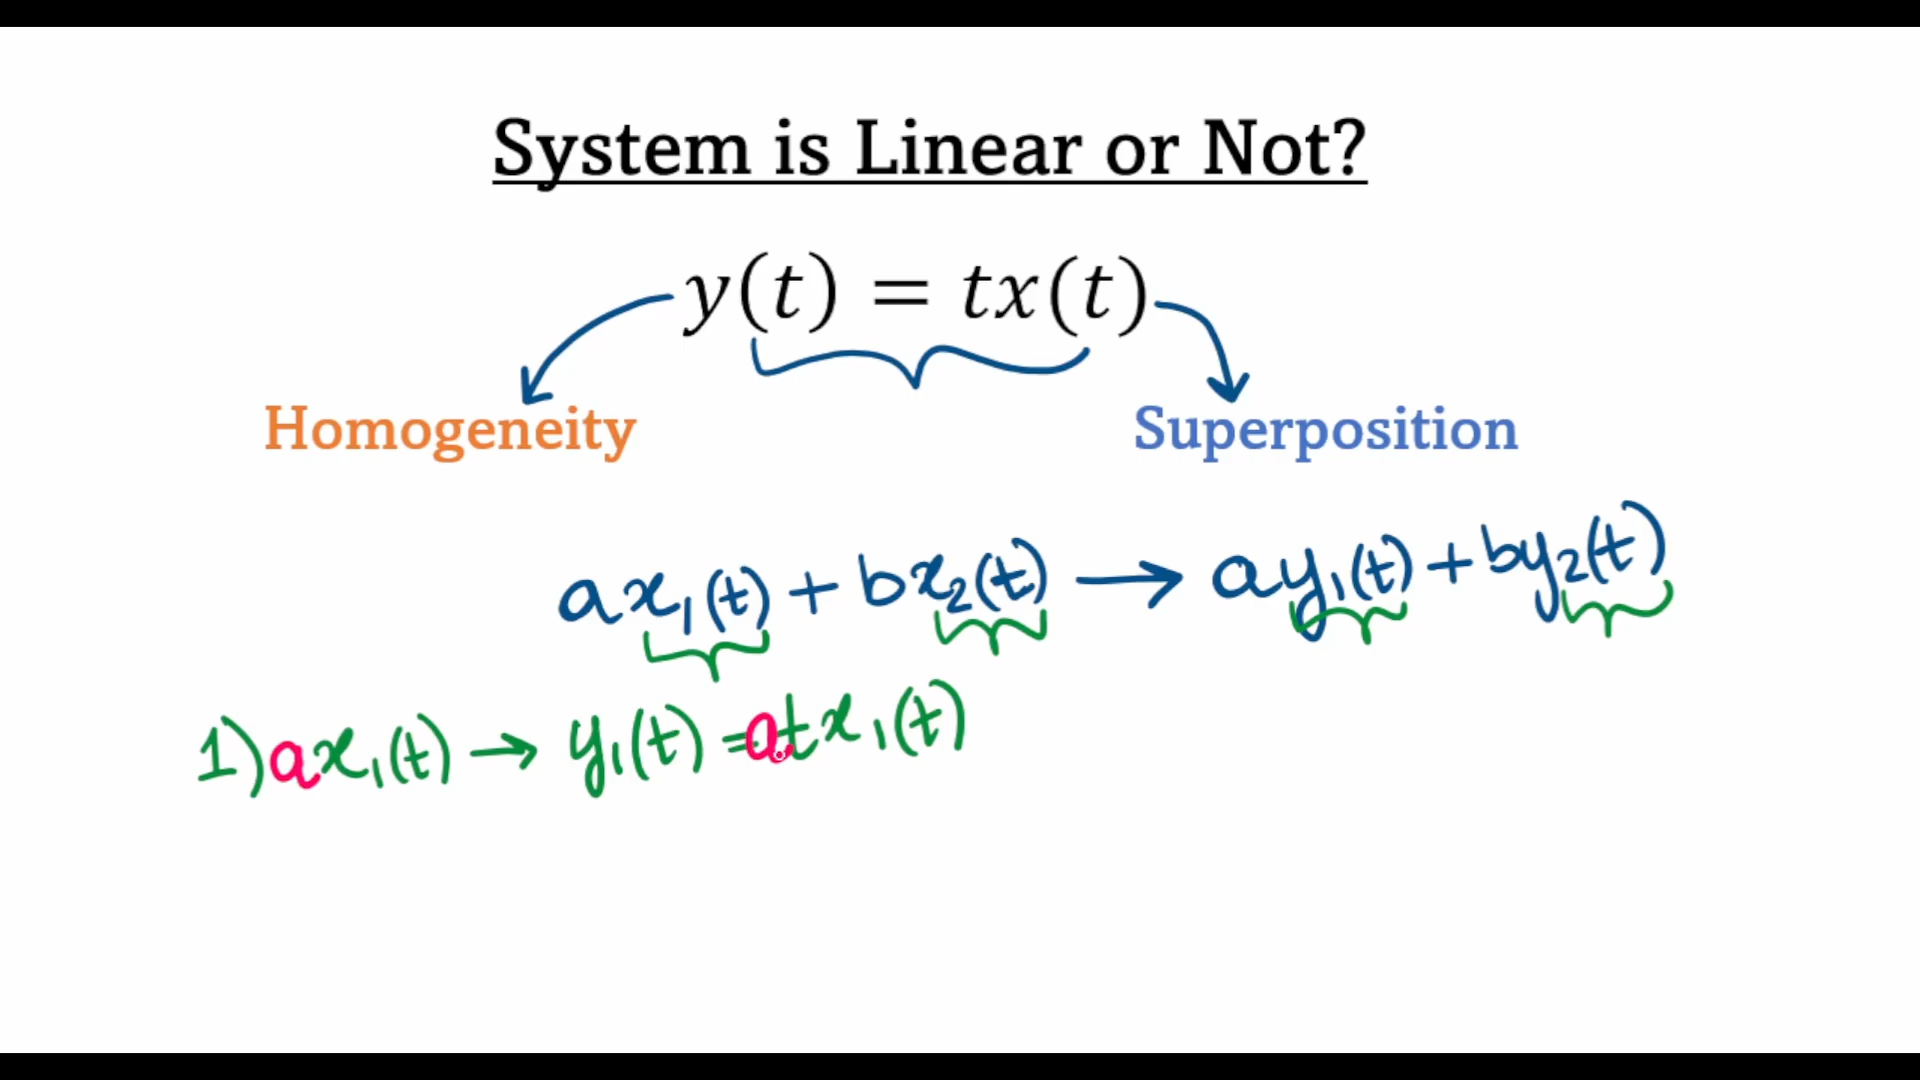 System is Linear or Not?
y(t) = tx(t)
Homogeneity Superposition
ax₁(t) + bx₂(t) → ay₁(t) + by₂(t)
1) ax₁(t) → y₁(t) = atx₁(t)